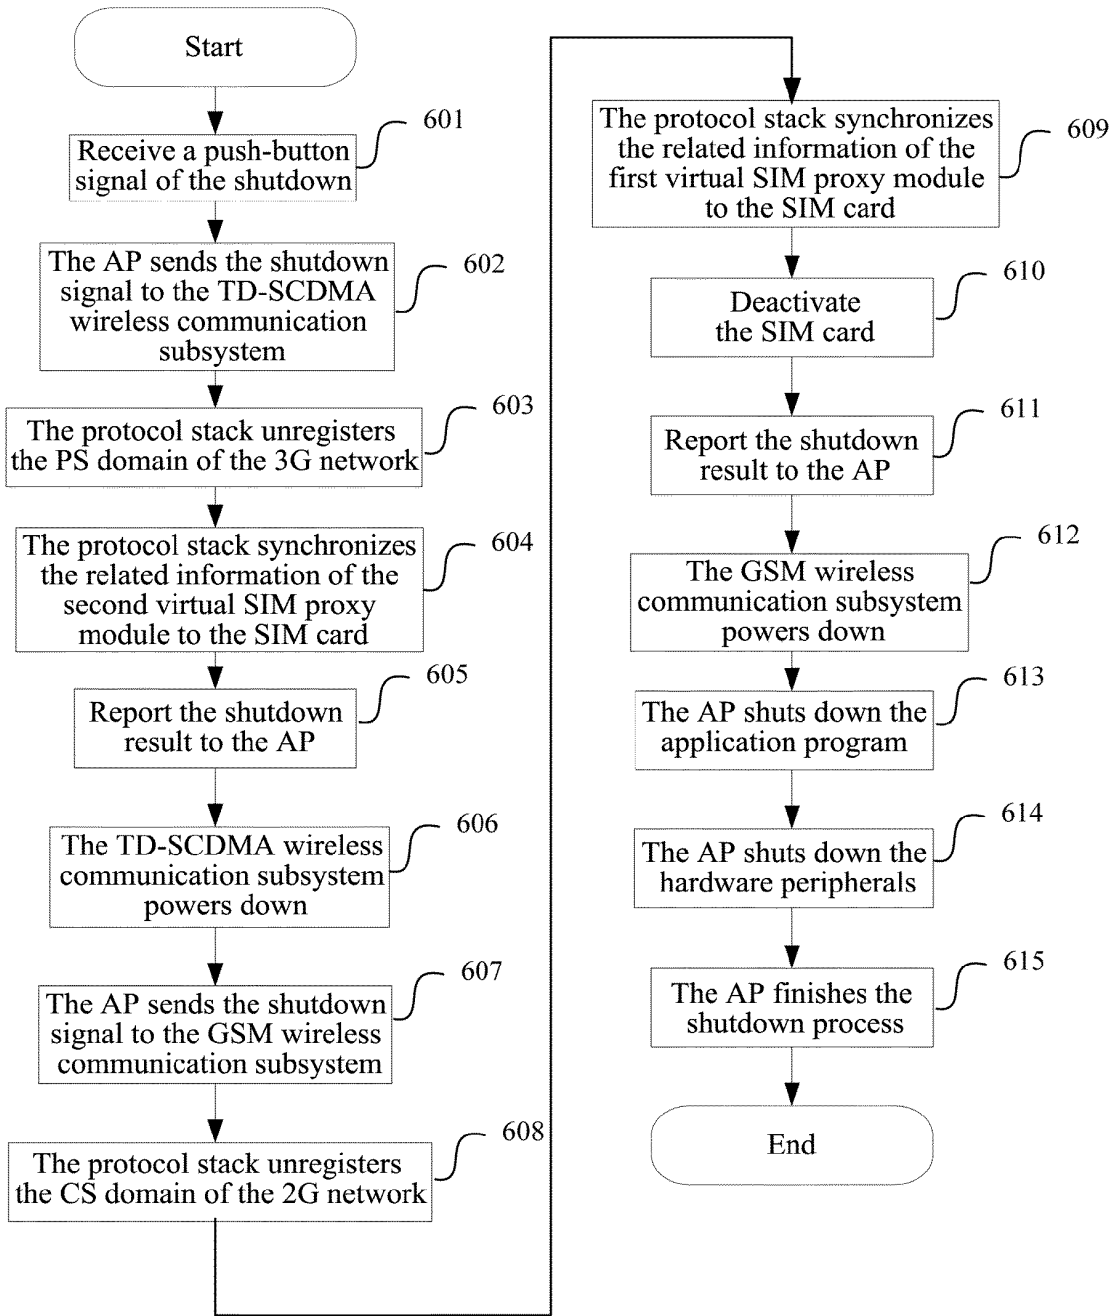 Start
601
Receive a push-button
signal of the shutdown
602
The AP sends the shutdown
signal to the TD-SCDMA
wireless communication
subsystem
603
The protocol stack unregisters
the PS domain of the 3G network
604
The protocol stack synchronizes
the related information of the
second virtual SIM proxy
module to the SIM card
605
Report the shutdown
result to the AP
606
The TD-SCDMA wireless
communication subsystem
powers down
607
The AP sends the shutdown
signal to the GSM wireless
communication subsystem
608
The protocol stack unregisters
the CS domain of the 2G network
609
The protocol stack synchronizes
the related information of the
first virtual SIM proxy module
to the SIM card
610
Deactivate
the SIM card
611
Report the shutdown
result to the AP
612
The GSM wireless
communication subsystem
powers down
613
The AP shuts down the
application program
614
The AP shuts down the
hardware peripherals
615
The AP finishes the
shutdown process
End